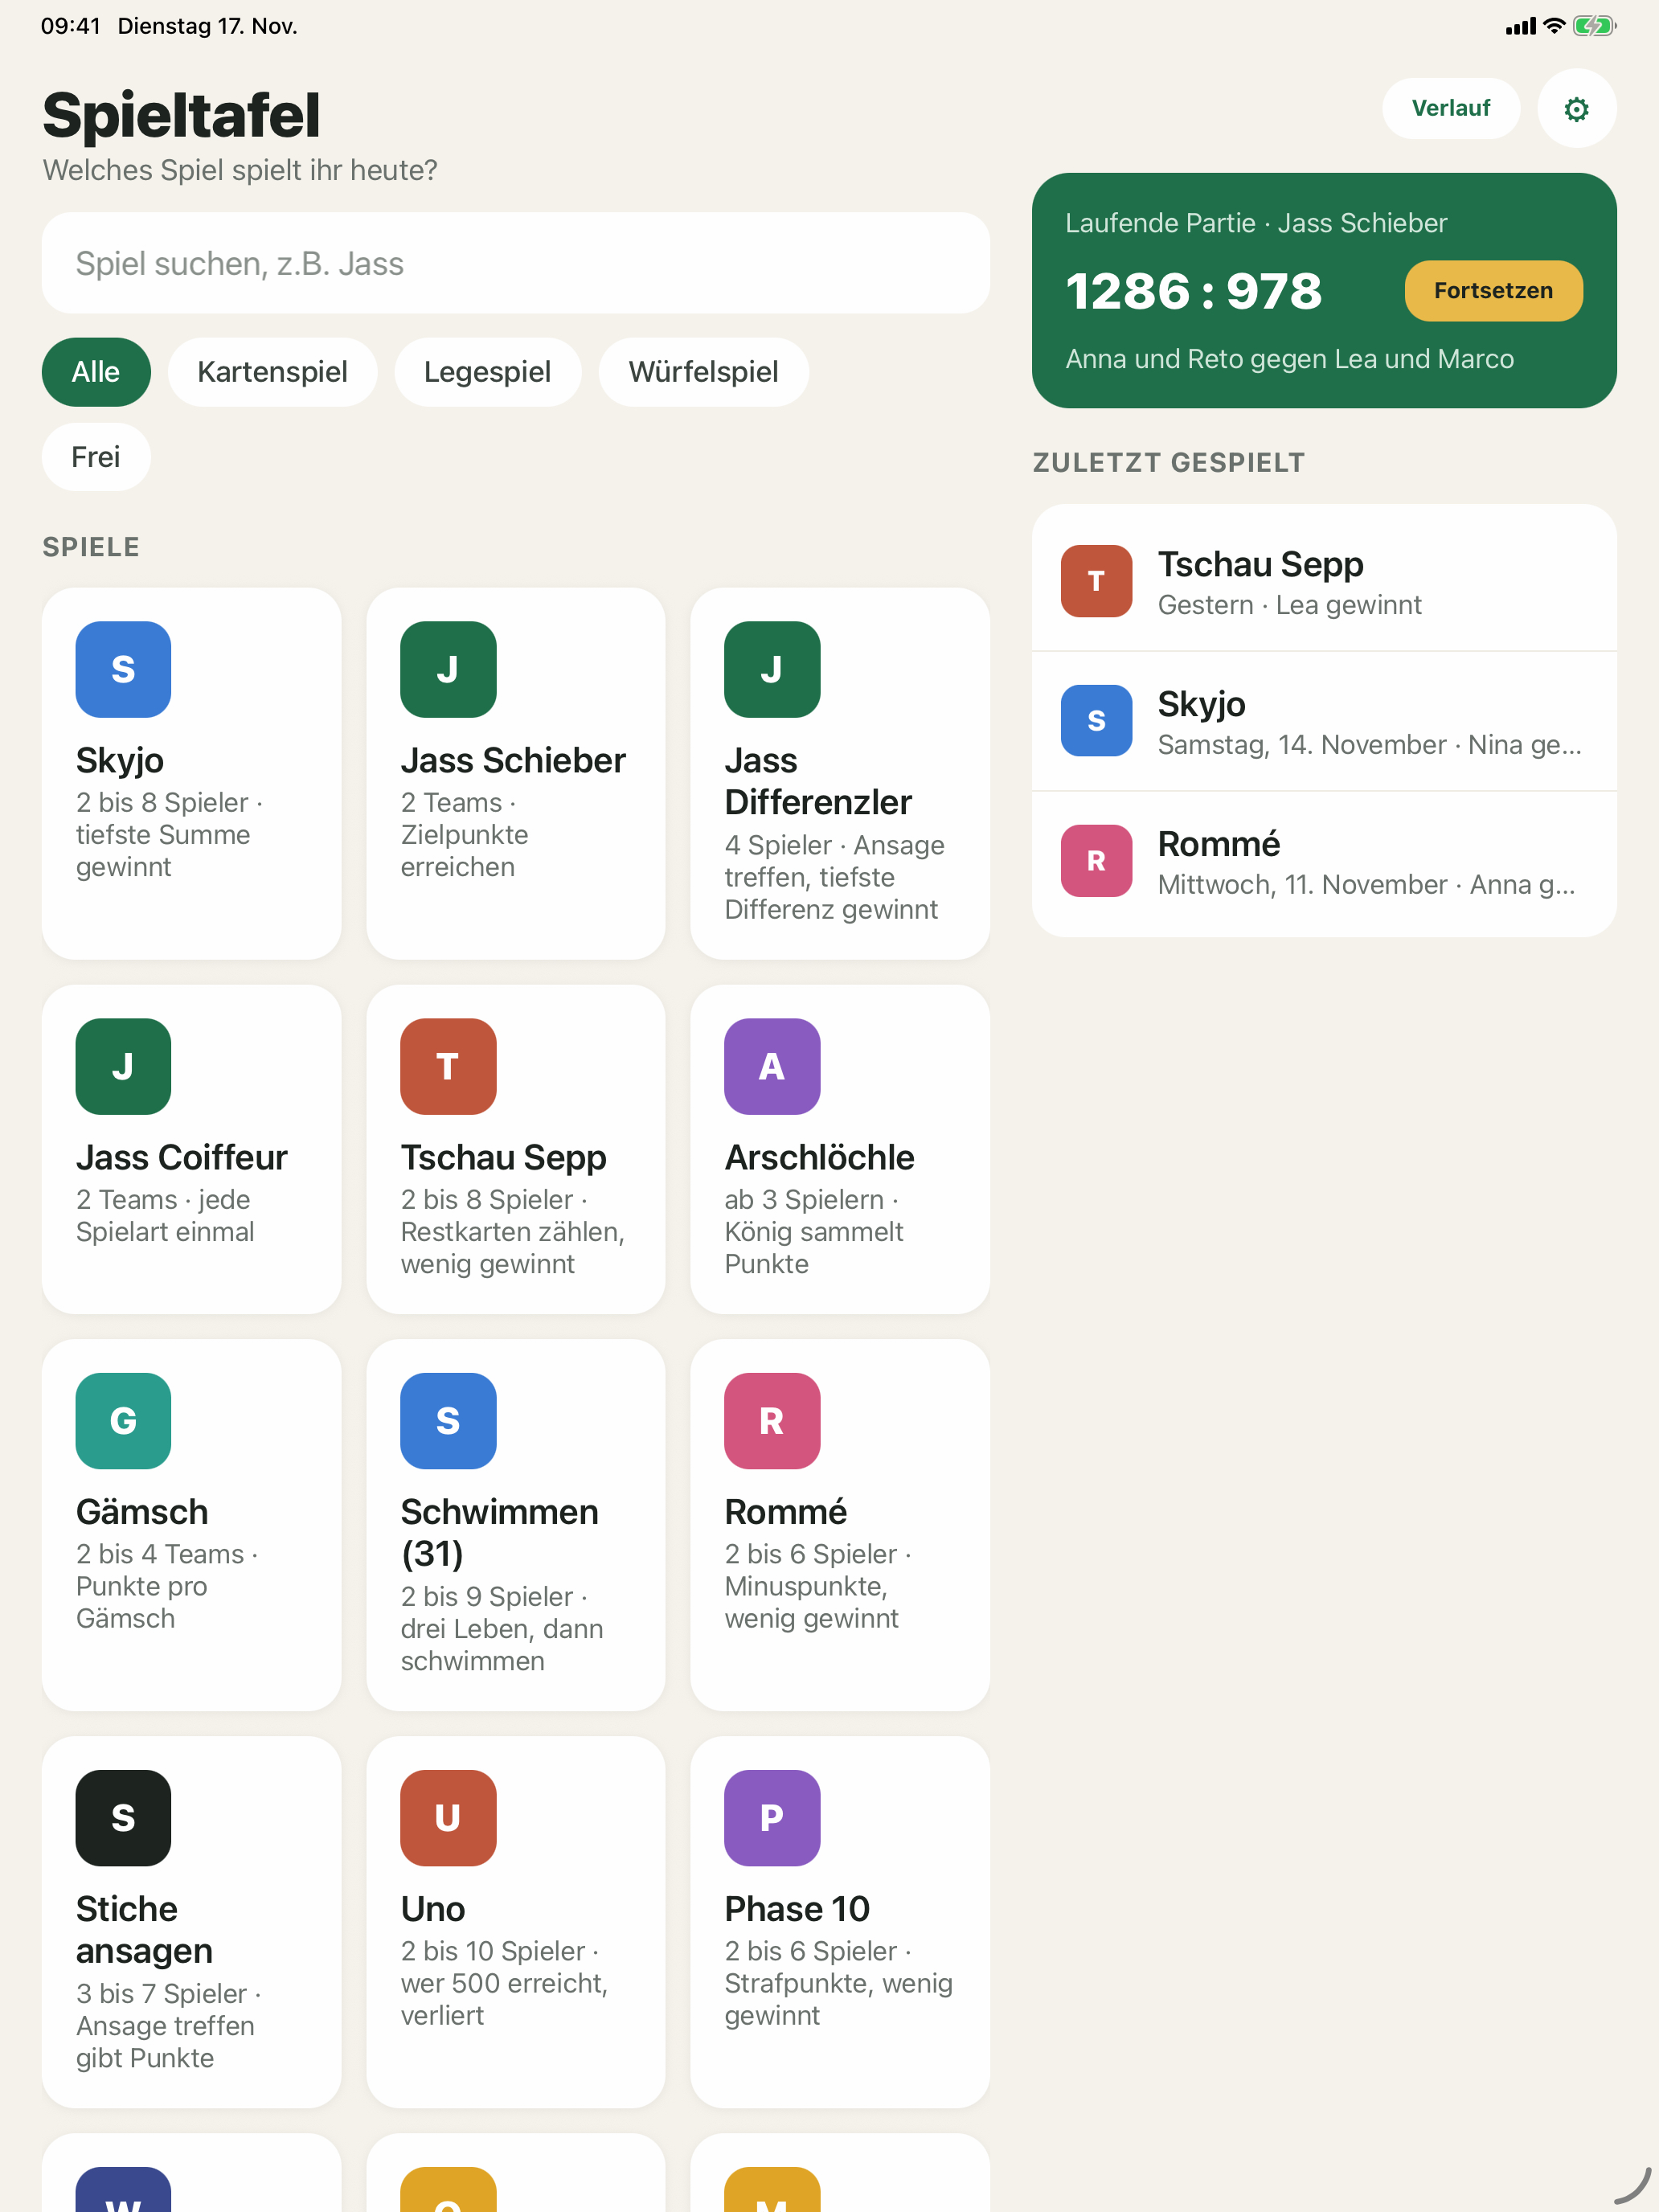 09:41 Dienstag 17. Nov.
Spieltafel
Welches Spiel spielt ihr heute?
Spiel suchen, z.B. Jass
Alle
Kartenspiel
Legespiel
Würfelspiel
Frei
SPIELE
S
Skyjo
2 bis 8 Spieler ·
tiefste Summe
gewinnt
J
Jass Schieber
2 Teams ·
Zielpunkte
erreichen
J
Jass
Differenzler
4 Spieler · Ansage
treffen, tiefste
Differenz gewinnt
J
Jass Coiffeur
2 Teams · jede
Spielart einmal
T
Tschau Sepp
2 bis 8 Spieler ·
Restkarten zählen,
wenig gewinnt
A
Arschlöchle
ab 3 Spielern ·
König sammelt
Punkte
G
Gämsch
2 bis 4 Teams ·
Punkte pro
Gämsch
S
Schwimmen
(31)
2 bis 9 Spieler ·
drei Leben, dann
schwimmen
R
Rommé
2 bis 6 Spieler ·
Minuspunkte,
wenig gewinnt
S
Stiche
ansagen
3 bis 7 Spieler ·
Ansage treffen
gibt Punkte
U
Uno
2 bis 10 Spieler ·
wer 500 erreicht,
verliert
P
Phase 10
2 bis 6 Spieler ·
Strafpunkte, wenig
gewinnt
W
M
Verlauf
Laufende Partie · Jass Schieber
1286 : 978
Fortsetzen
Anna und Reto gegen Lea und Marco
ZULETZT GESPIELT
T
Tschau Sepp
Gestern · Lea gewinnt
S
Skyjo
Samstag, 14. November · Nina ge...
R
Rommé
Mittwoch, 11. November · Anna g...